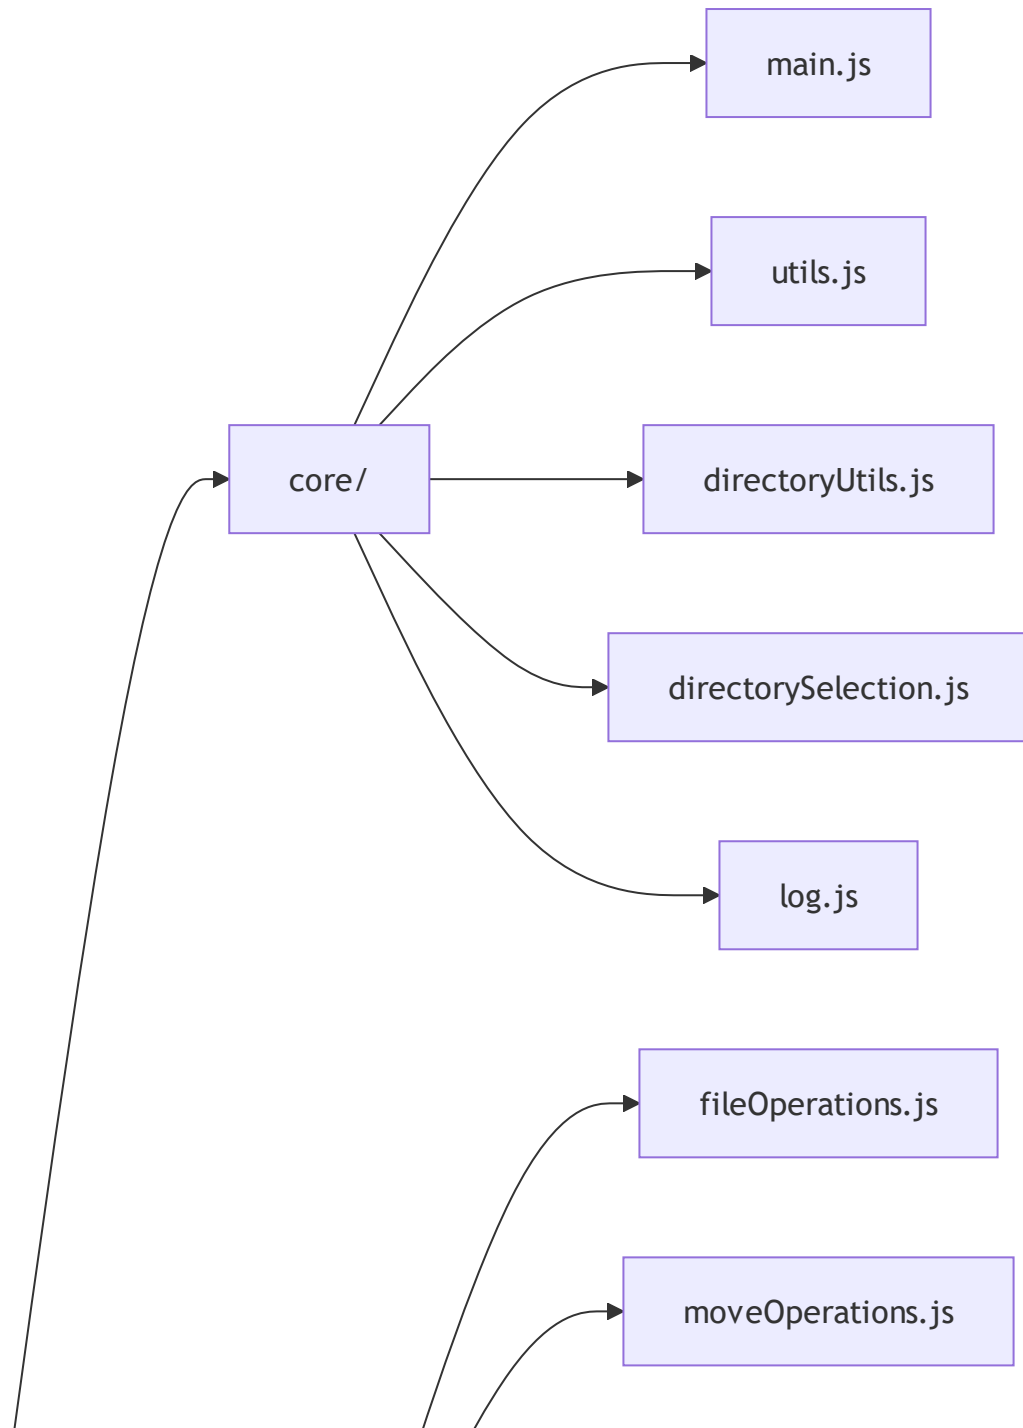 main.js
utils.js
core/
directoryUtils.js
directorySelection.js
log.js
fileOperations.js
moveOperations.js